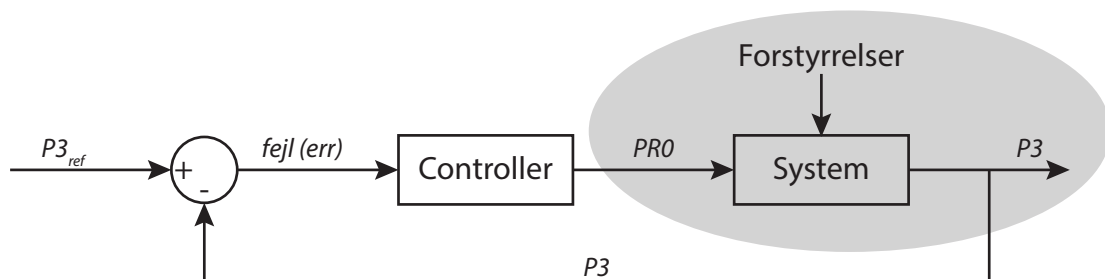 Forstyrrelser
P3ref
+
-
fejl (err)
Controller
PR0
System
P3
P3